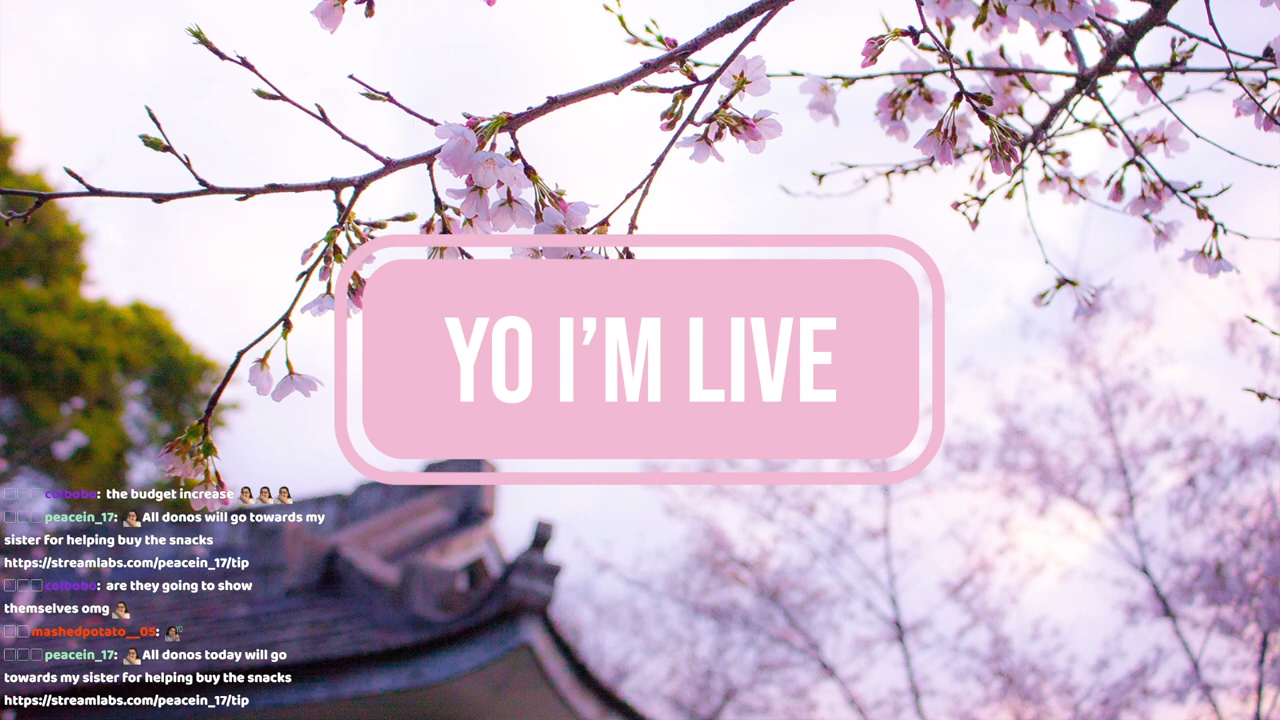 YO I'M LIVE
colbobo: the budget increase
peacein_17: All donos will go towards my
sister for helping buy the snacks
https://streamlabs.com/peacein_17/tip
colbobo: are they going to show
themselves omg
mashedpotato__05:
peacein_17: All donos today will go
towards my sister for helping buy the snacks
https://streamlabs.com/peacein_17/tip